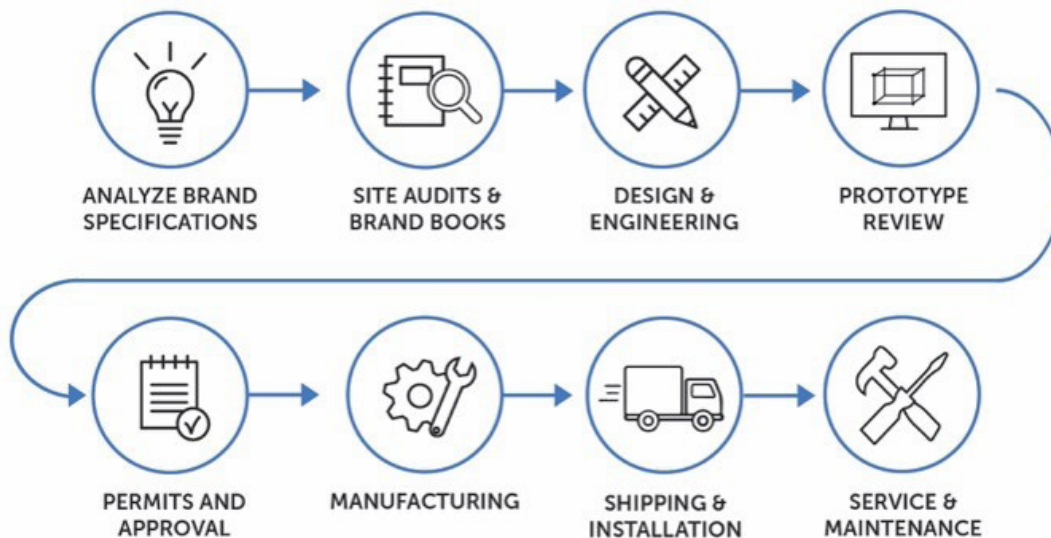 ANALYZE BRAND
SPECIFICATIONS
SITE AUDITS &
BRAND BOOKS
DESIGN &
ENGINEERING
PROTOTYPE
REVIEW
PERMITS AND
APPROVAL
MANUFACTURING
SHIPPING &
INSTALLATION
SERVICE &
MAINTENANCE